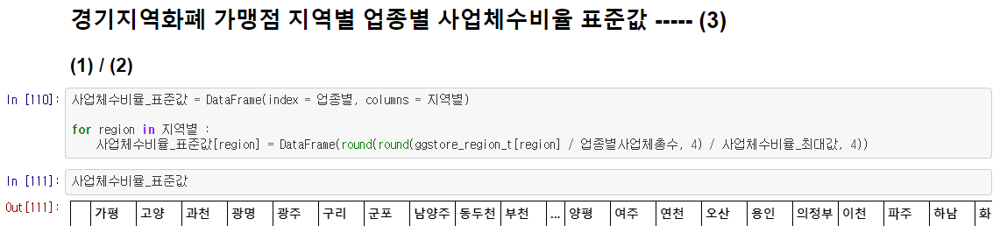 경기지역화폐 가맹점 지역별 업종별 사업체수비율 표준값 ----- (3)
(1) / (2)
In [110]: 사업체수비율_표준값 = DataFrame(index = 업종별, columns = 지역별)
for region in 지역별 :
사업체수비율_표준값[region] = DataFrame(round(round(ggstore_region_t[region] / 업종별사업체총수, 4) / 사업체수비율_최대값, 4))
In [111]: 사업체수비율_표준값
Out[111]: 가평 고양 과천 광명 광주 구리 군포 남양주 동두천 부천 ... 양평 여주 연천 오산 용인 의정부 이천 파주 하남 화